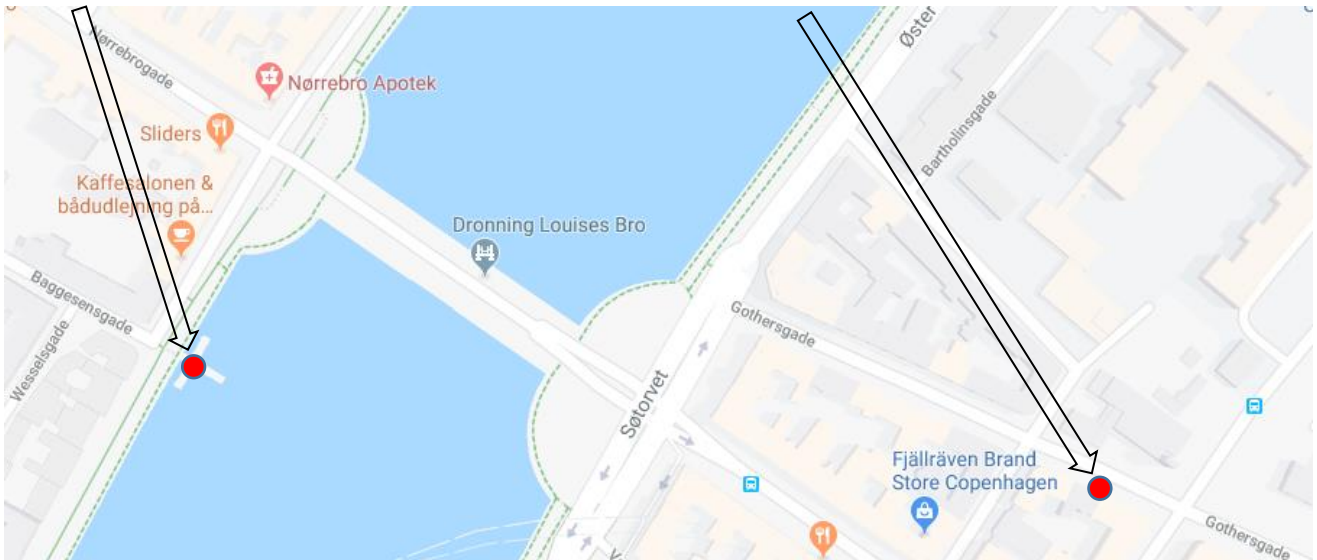 Nørrebrogade
Nørrebro Apotek
Sliders
Kaffesalonen &
bådudlejning på...
Dronning Louises Bro
Baggesensgade
Wesselsgade
Øster
Bartholinsgade
Gothersgade
Søtorvet
Fjällräven Brand
Store Copenhagen
Gothersgade